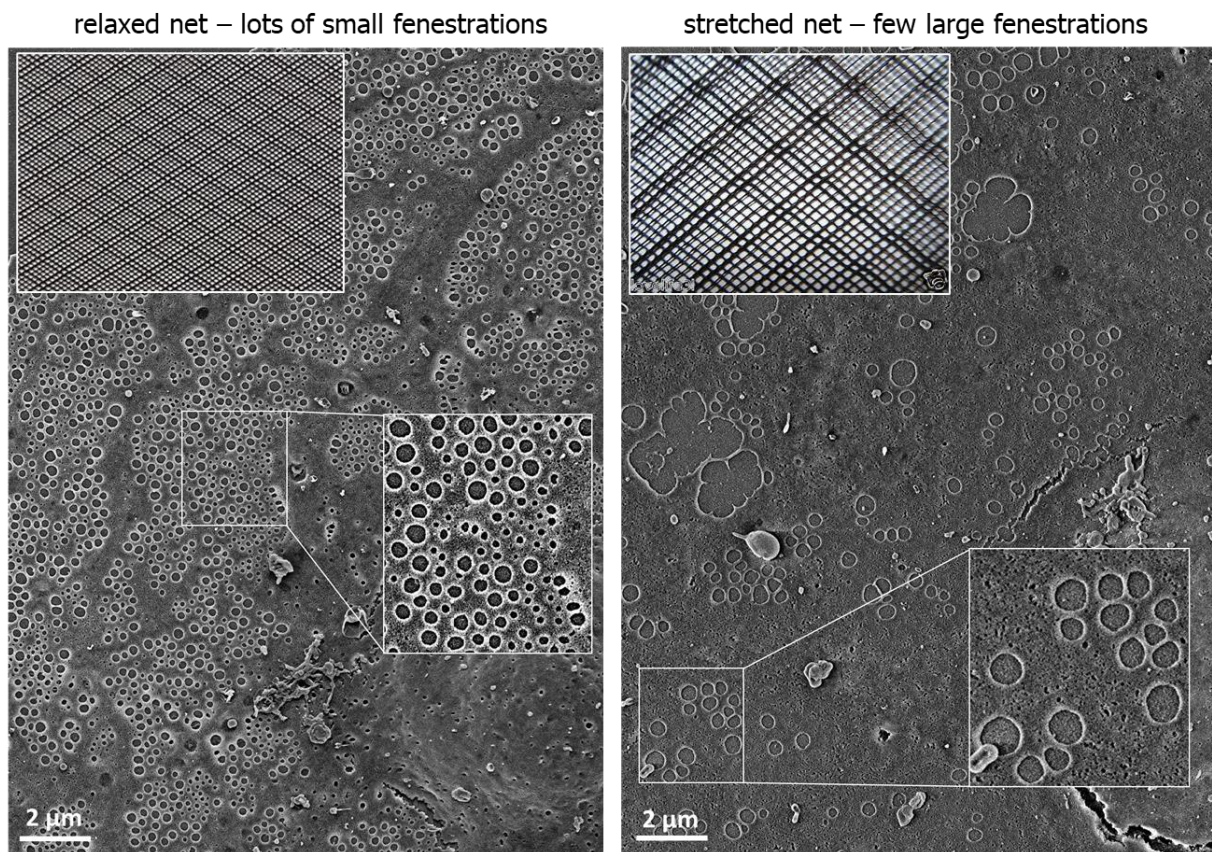 relaxed net – lots of small fenestrations
stretched net – few large fenestrations
2 µm
2 µm